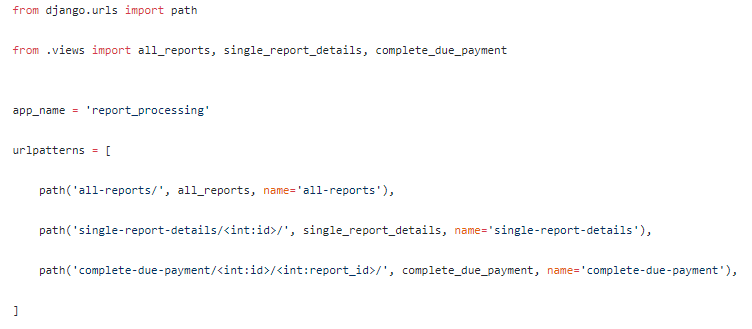 from django.urls import path
from .views import all_reports, single_report_details, complete_due_payment
app_name = 'report_processing'
urlpatterns = [
    path('all-reports/', all_reports, name='all-reports'),
    path('single-report-details/<int:id>/', single_report_details, name='single-report-details'),
    path('complete-due-payment/<int:id>/<int:report_id>/', complete_due_payment, name='complete-due-payment'),
]